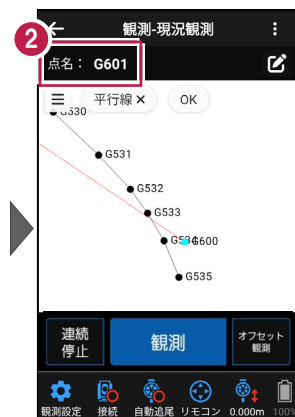 2
観測-現況観測
点名： G601
平行線× OK
G530
G531
G532
G533
G534
G600
G535
連続
停止
観測
オフセット
観測
観測設定 接続 自動追尾 リモコン 0.000m 100%